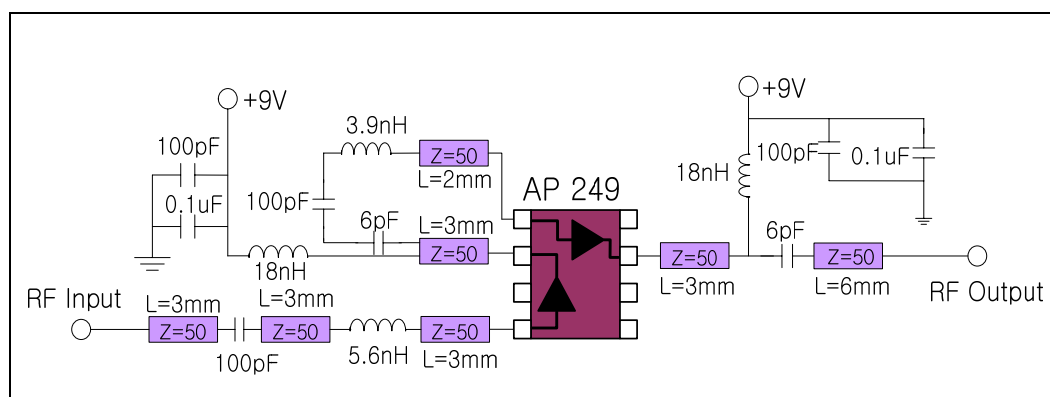 +9V
+9V
3.9nH
100pF
Z=50
L=2mm
100pF
0.1uF
18nH
AP 249
100pF
0.1uF
6pF
L=3mm
6pF
Z=50
Z=50
Z=50
18nH
L=3mm
L=3mm
L=6mm
RF Output
RF Input
L=3mm
Z=50
Z=50
Z=50
100pF
5.6nH
L=3mm